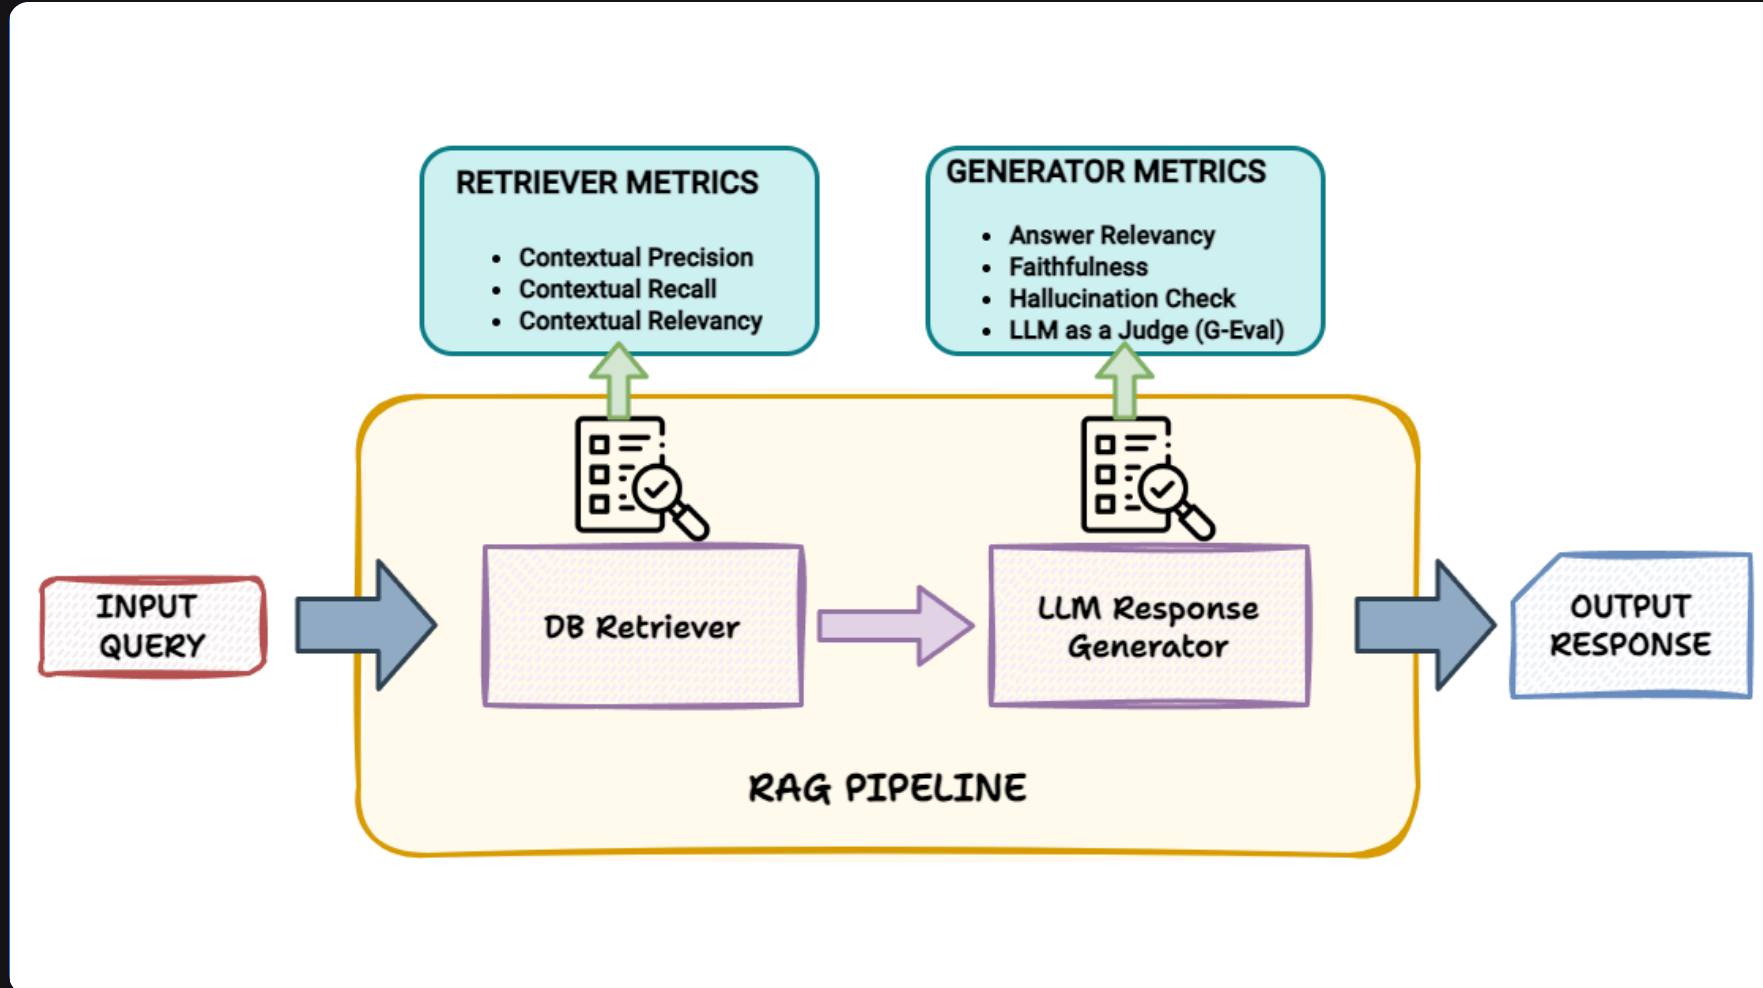 RETRIEVER METRICS
• Contextual Precision
• Contextual Recall
• Contextual Relevancy
GENERATOR METRICS
• Answer Relevancy
• Faithfulness
• Hallucination Check
• LLM as a Judge (G-Eval)
INPUT
QUERY
DB Retriever
LLM Response
Generator
OUTPUT
RESPONSE
RAG PIPELINE